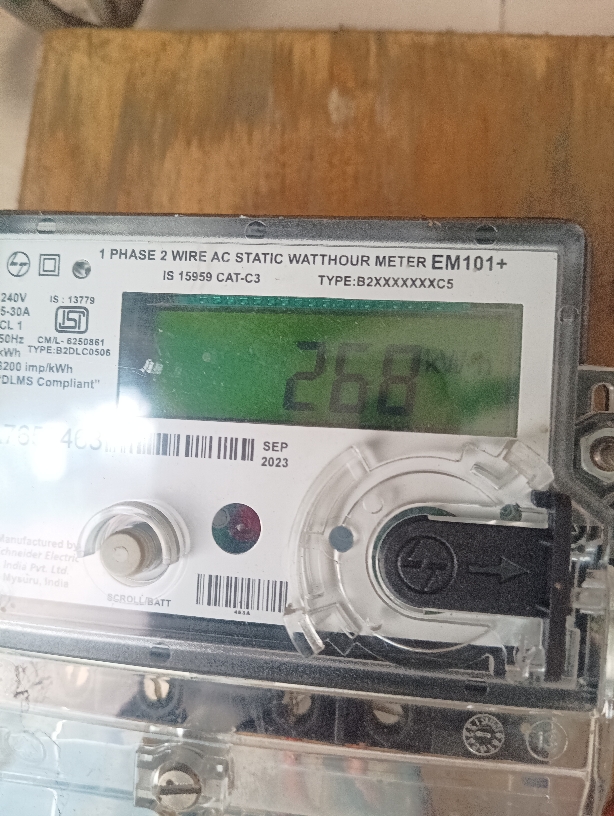 1 PHASE 2 WIRE AC STATIC WATTHOUR METER EM101+
IS 15959 CAT-C3
TYPE:B2XXXXXXXC5
240V
5-30A
CL 1
50Hz
IS : 13779
ISI
CM/L- 6250861
TYPE:B2DLC0506
3200 imp/kWh
"DLMS Compliant"
268 kWh
SEP
2023
Manufactured by
Schneider Electric
India Pvt. Ltd.
Mysuru, India
SCROLL/BATT